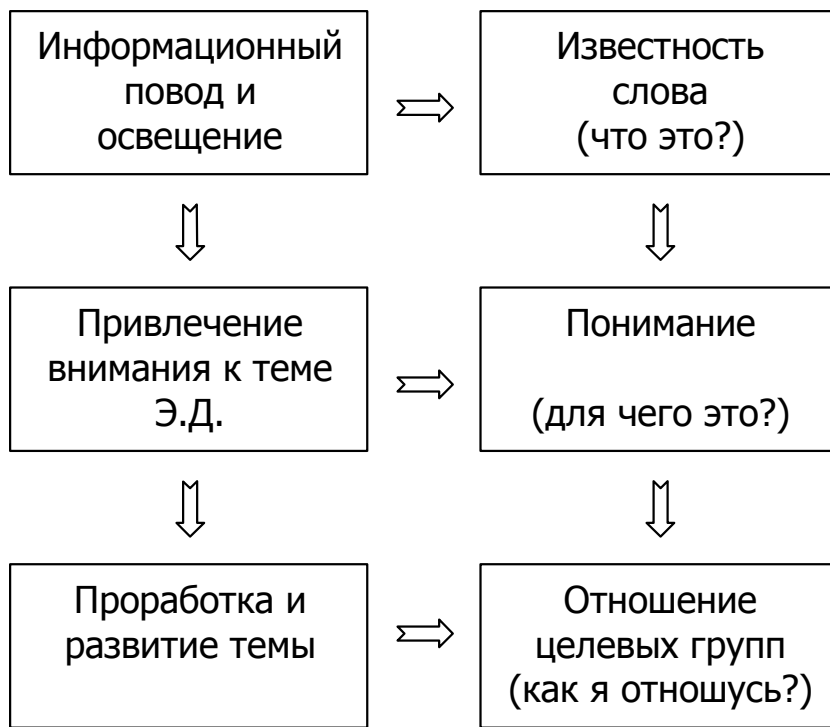 Информационный
повод и
освещение
Известность
слова
(что это?)
Привлечение
внимания к теме
Э.Д.
Понимание
(для чего это?)
Проработка и
развитие темы
Отношение
целевых групп
(как я отношусь?)